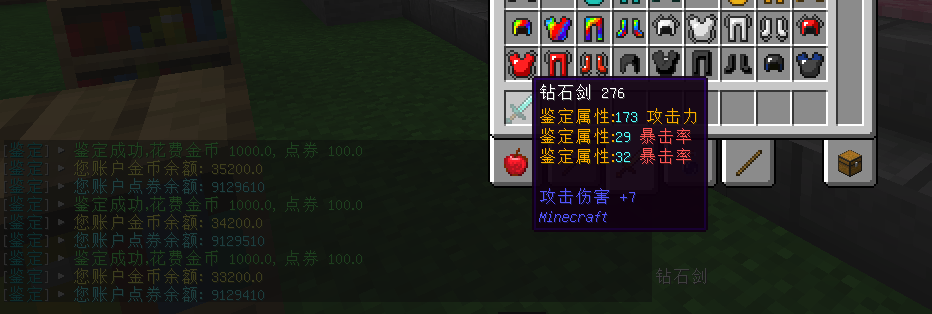 钻石剑 276
鉴定属性:173 攻击力
鉴定属性:29 暴击率
鉴定属性:32 暴击率
攻击伤害 +7
Minecraft
[鉴定] ▶ 鉴定成功,花费金币 1000.0, 点券 100.0
[鉴定] ▶ 您账户金币余额: 35200.0
[鉴定] ▶ 您账户点券余额: 9129610
[鉴定] ▶ 鉴定成功,花费金币 1000.0, 点券 100.0
[鉴定] ▶ 您账户金币余额: 34200.0
[鉴定] ▶ 您账户点券余额: 9129510
[鉴定] ▶ 鉴定成功,花费金币 1000.0, 点券 100.0
[鉴定] ▶ 您账户金币余额: 33200.0
[鉴定] ▶ 您账户点券余额: 9129410
钻石剑